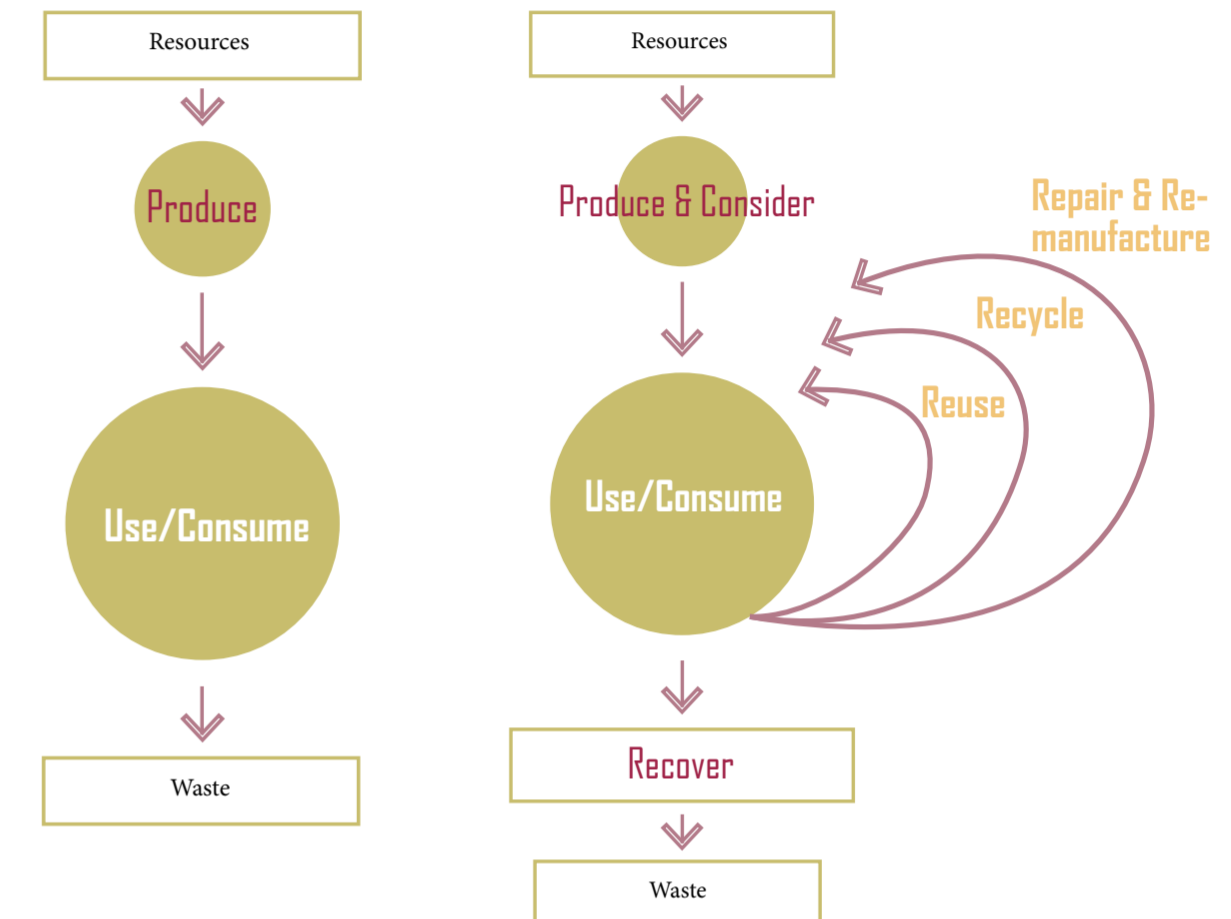 Resources
Produce
Use/Consume
Waste
Resources
Produce & Consider
Repair & Re-
manufacture
Recycle
Reuse
Use/Consume
Recover
Waste